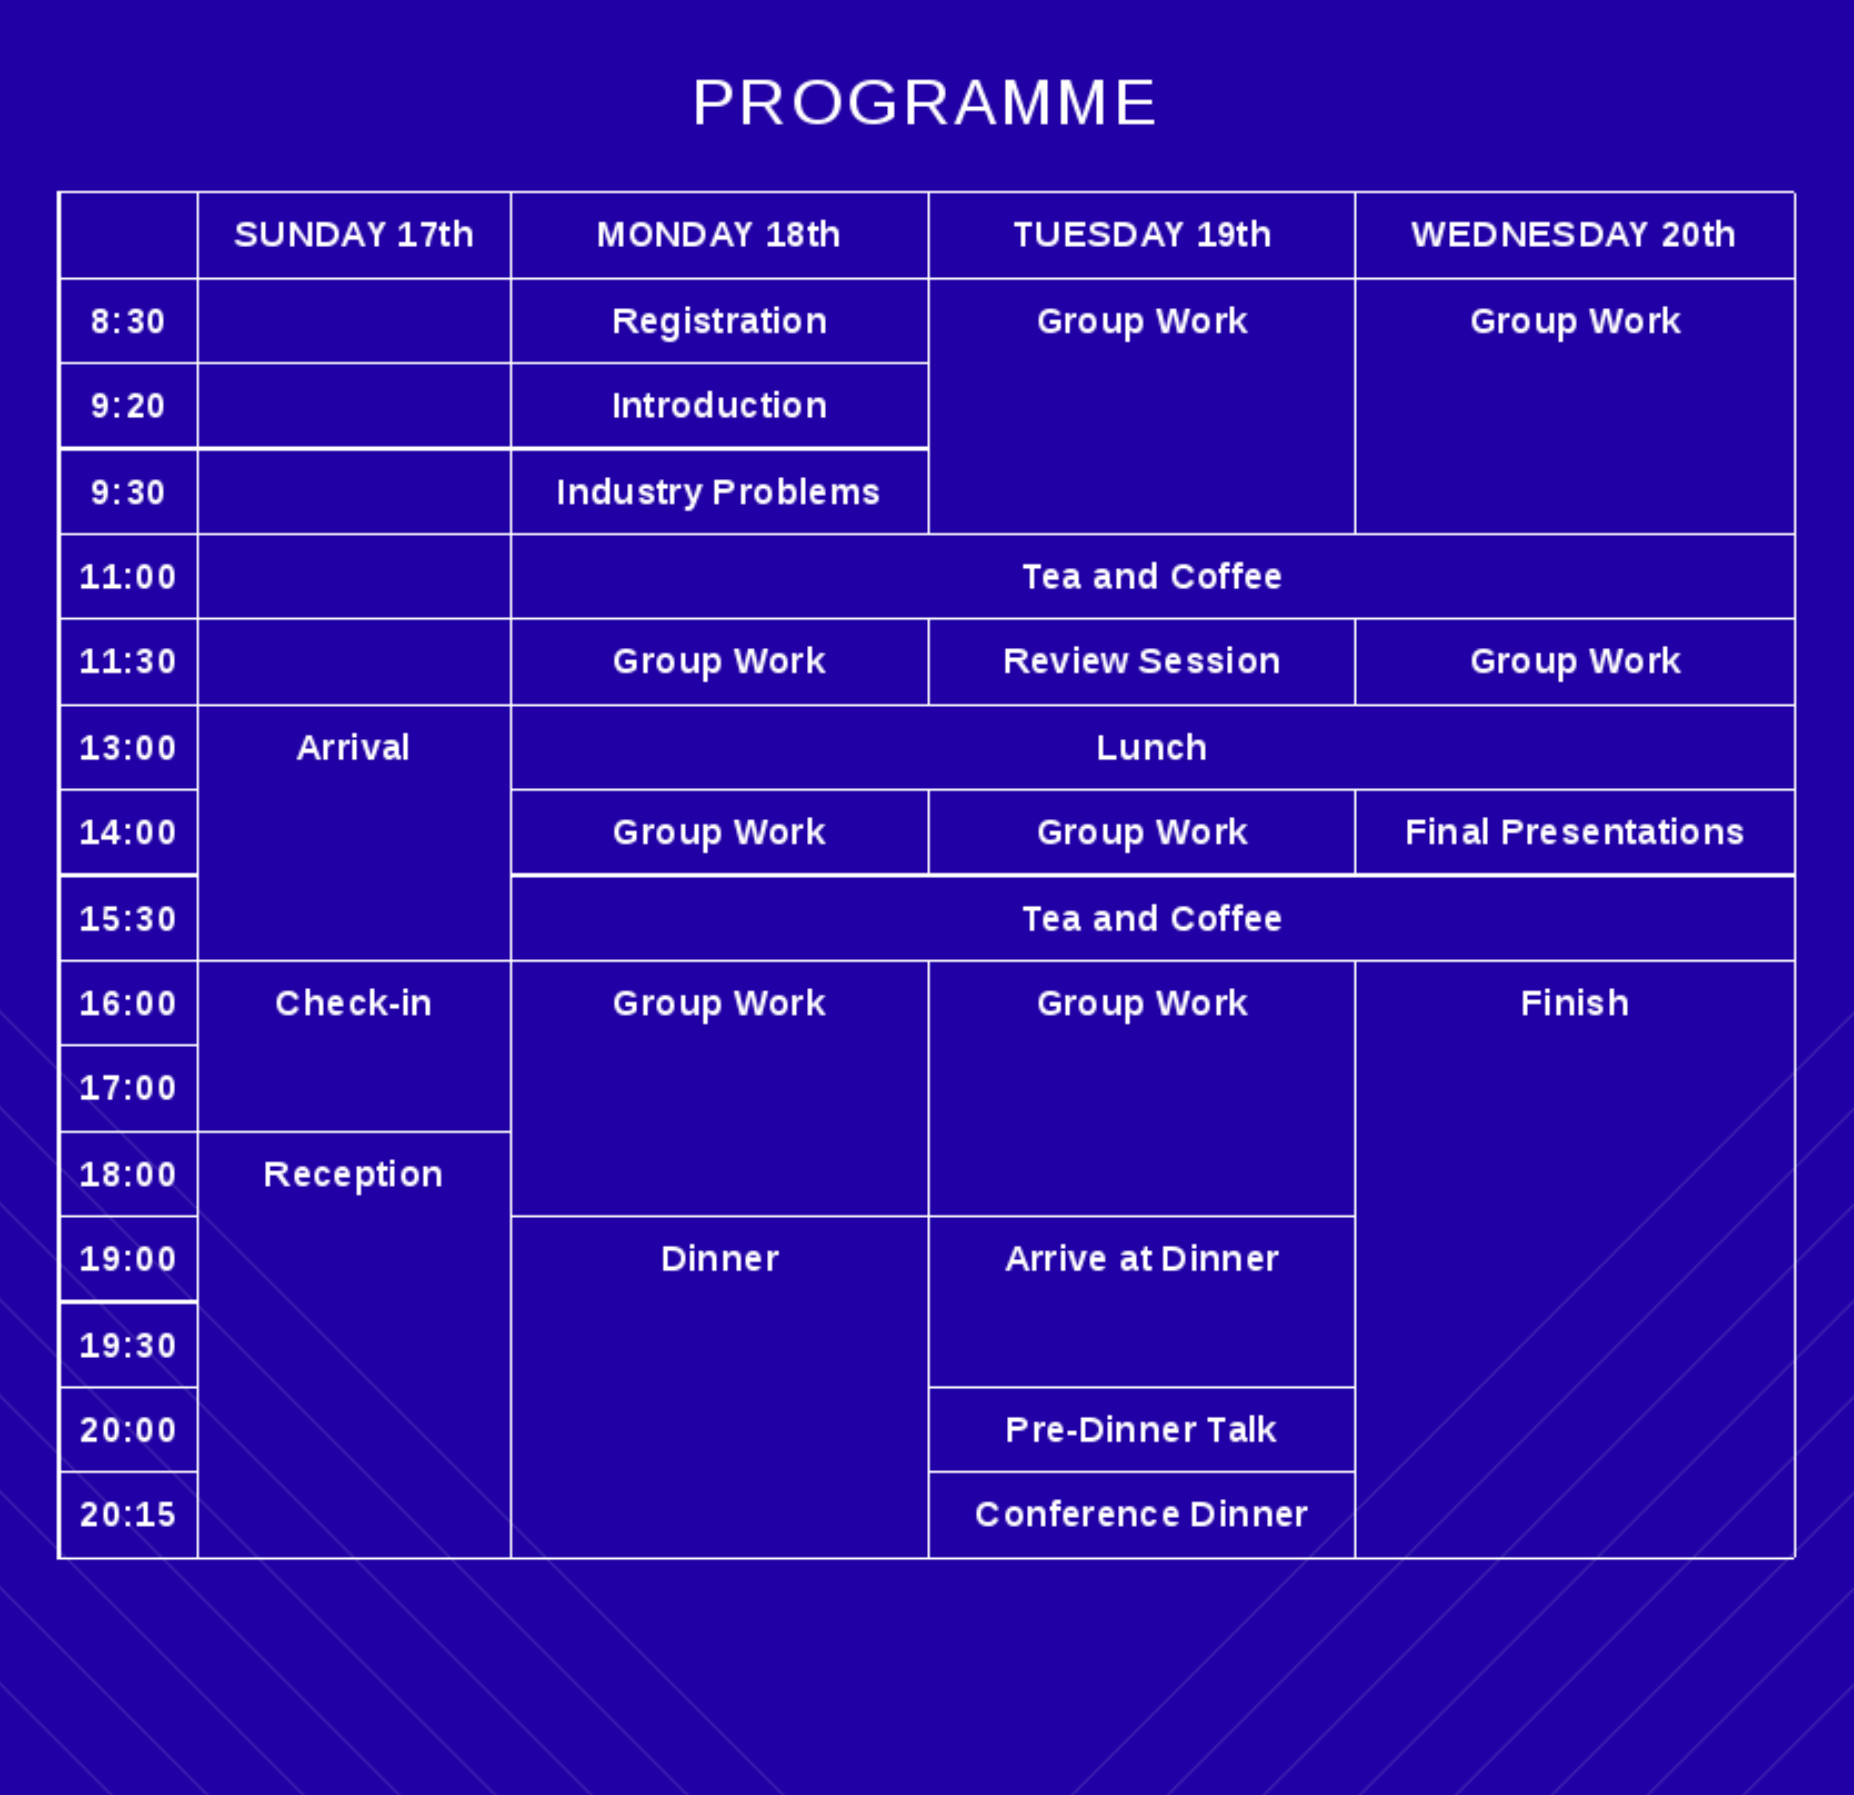 PROGRAMME
SUNDAY 17th MONDAY 18th TUESDAY 19th WEDNESDAY 20th
8:30 Registration Group Work Group Work
9:20 Introduction
9:30 Industry Problems
11:00 Tea and Coffee
11:30 Group Work Review Session Group Work
13:00 Arrival Lunch
14:00 Group Work Group Work Final Presentations
15:30 Tea and Coffee
16:00 Check-in Group Work Group Work Finish
17:00
18:00 Reception
19:00 Dinner Arrive at Dinner
19:30
20:00 Pre-Dinner Talk
20:15 Conference Dinner